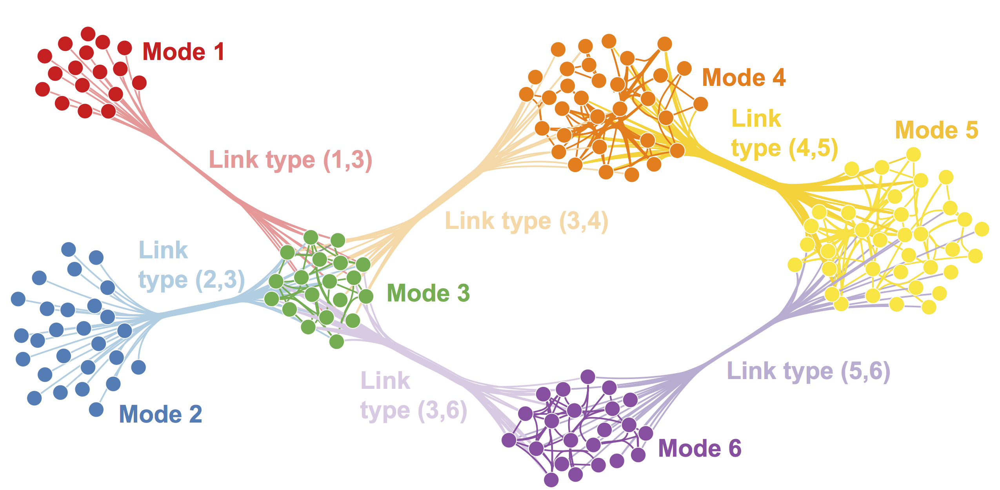 Mode 1
Mode 4
Link
type (4,5)
Mode 5
Link type (1,3)
Link type (3,4)
Link
type (2,3)
Mode 3
Link
type (3,6)
Link type (5,6)
Mode 2
Mode 6